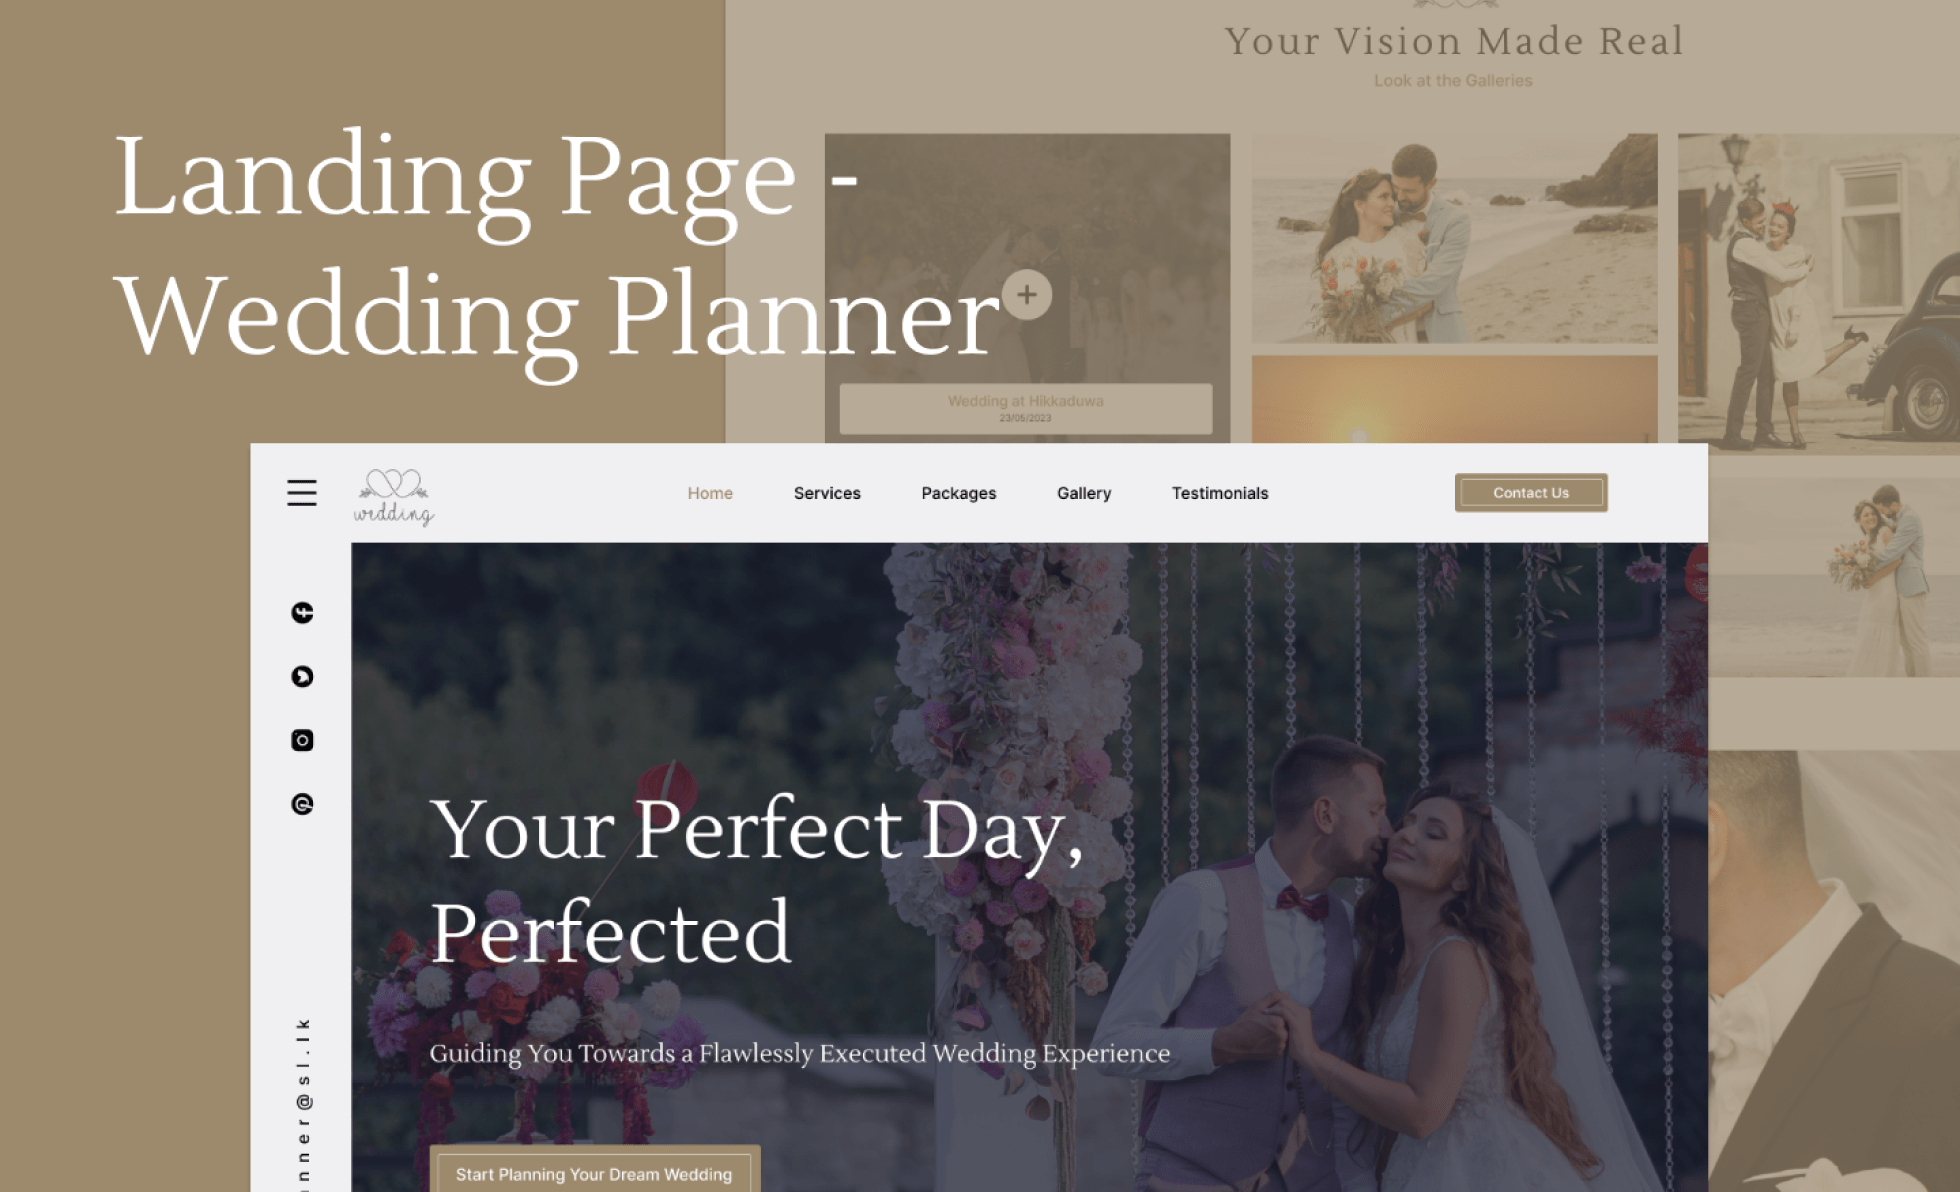 Your Vision Made Real
Look at the Galleries
Landing Page -
Wedding Planner
Wedding at Hikkaduwa
23/05/2023
wedding
Home
Services
Packages
Gallery
Testimonials
Contact Us
Your Perfect Day,
Perfected
Guiding You Towards a Flawlessly Executed Wedding Experience
Start Planning Your Dream Wedding
nner@sl.lk